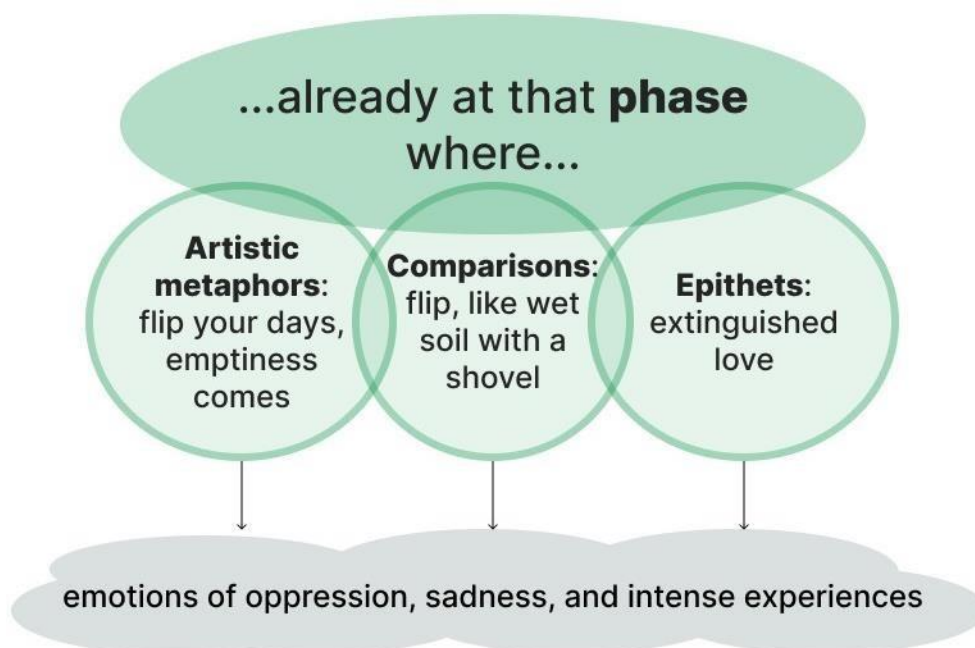 ...already at that phase
where...
Artistic
metaphors:
flip your days,
emptiness
comes
Comparisons:
flip, like wet
soil with a
shovel
Epithets:
extinguished
love
emotions of oppression, sadness, and intense experiences